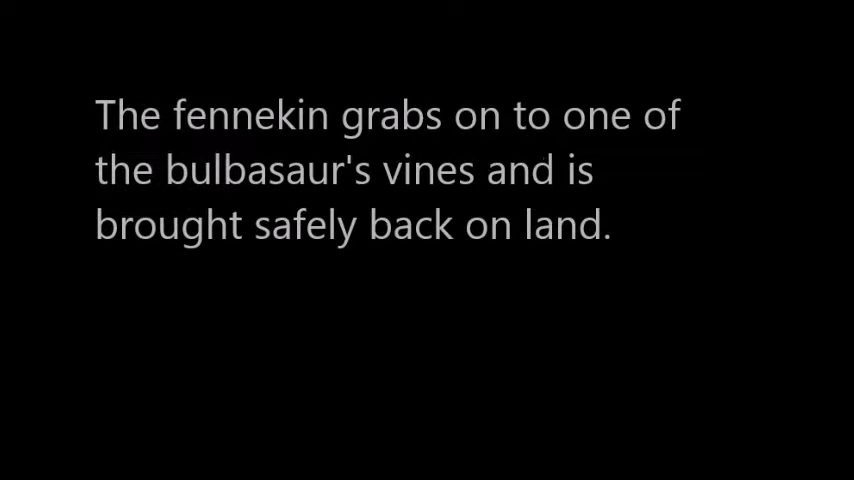 The fennekin grabs on to one of
the bulbasaur's vines and is
brought safely back on land.